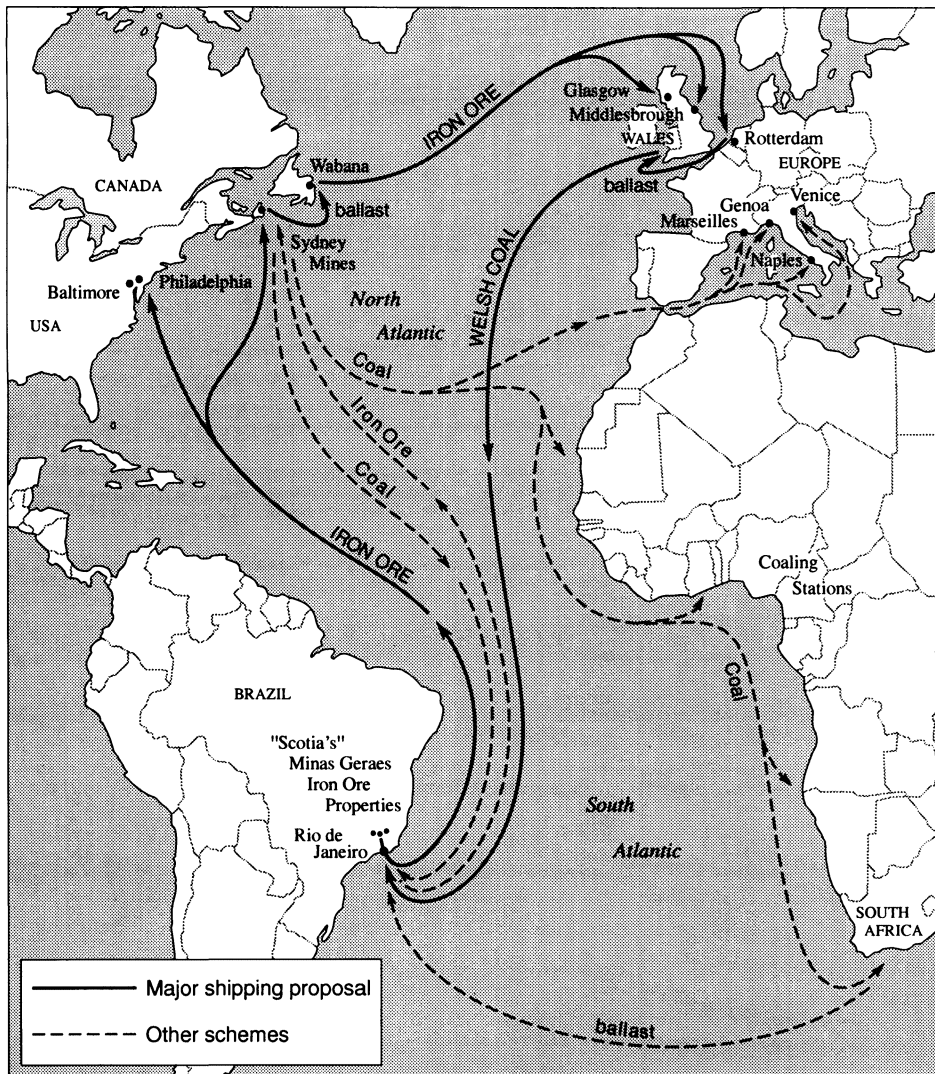 IRON ORE
Glasgow
Middlesbrough
WALES
Rotterdam
EUROPE
Wabana
CANADA
ballast
ballast
Venice
Genoa
Marseilles
Naples
Sydney
Mines
Philadelphia
Baltimore
USA
North
Atlantic
WELSH COAL
Coal
Iron Ore
Coal
IRON ORE
Coaling
Stations
Coal
BRAZIL
"Scotia's"
Minas Geraes
Iron Ore
Properties
Rio de
Janeiro
South
Atlantic
SOUTH
AFRICA
Major shipping proposal
Other schemes
ballast